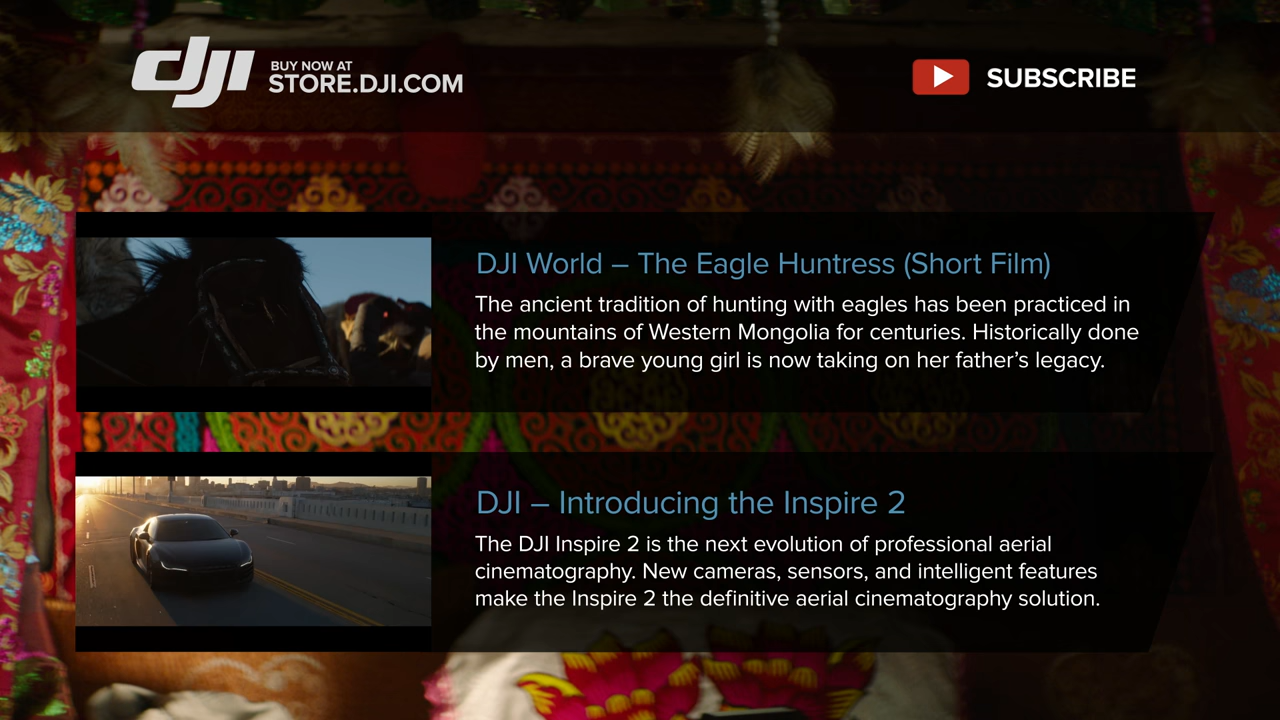 dji
BUY NOW AT
STORE.DJI.COM
SUBSCRIBE
DJI World – The Eagle Huntress (Short Film)
The ancient tradition of hunting with eagles has been practiced in
the mountains of Western Mongolia for centuries. Historically done
by men, a brave young girl is now taking on her father’s legacy.
DJI – Introducing the Inspire 2
The DJI Inspire 2 is the next evolution of professional aerial
cinematography. New cameras, sensors, and intelligent features
make the Inspire 2 the definitive aerial cinematography solution.